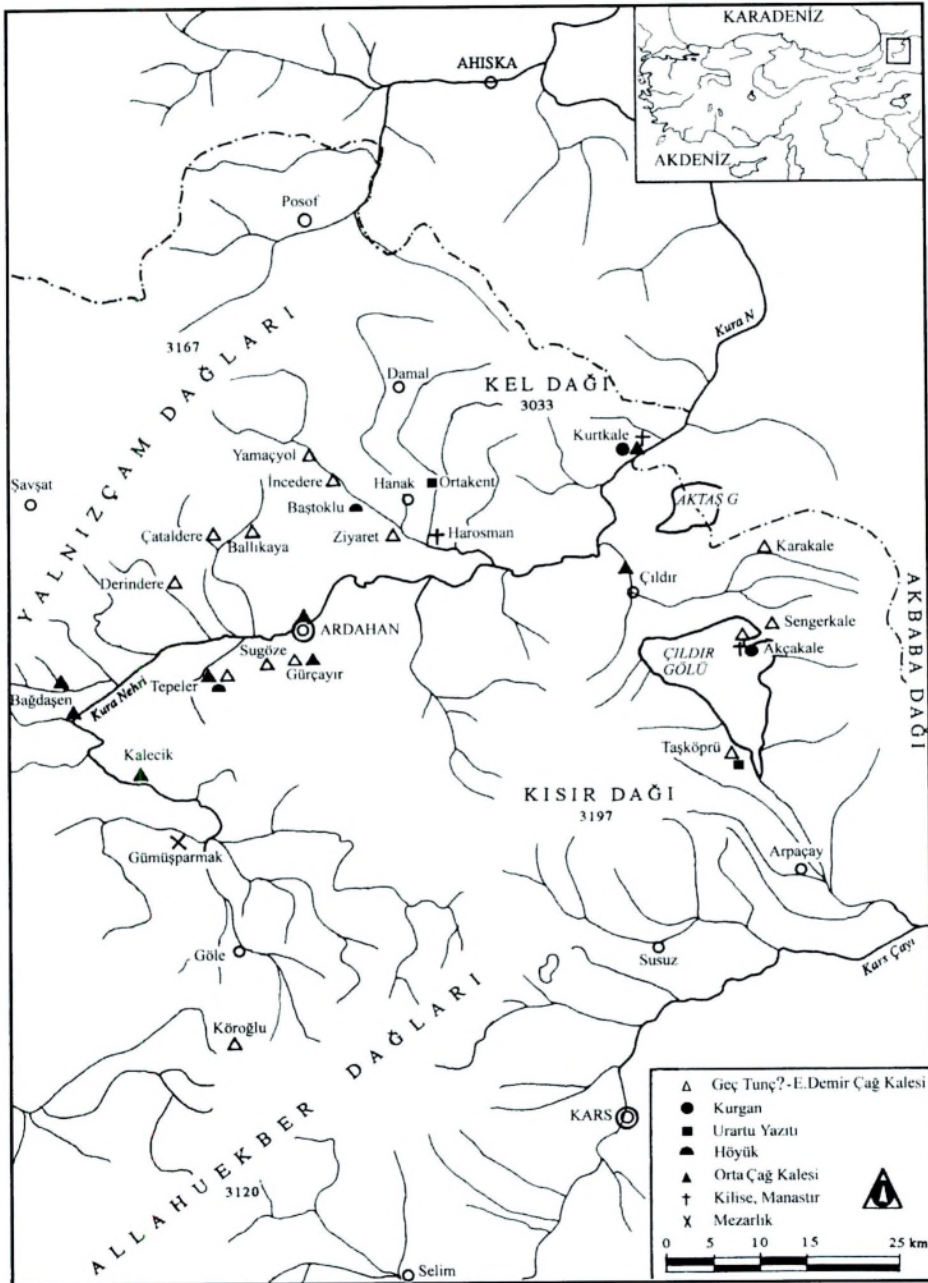 KARADENİZ
AKDENİZ
AHISKA
Posof
Kura N
3167
YALNIZÇAM DAĞLARI
Damal
KEL DAĞI
3033
Kurtkale
Yamaçyol
Şavşat
İncedere
Hanak
Ortakent
AKTAŞ G
Baştoklu
Çataldere
Ballıkaya
Ziyaret
Harosman
Karakale
Derindere
Çıldır
AKBABA DAĞI
ARDAHAN
Sengerkale
Sugöze
ÇILDIR
GÖLÜ
Akçakale
Gürçayır
Tepeler
Bağdaşen
Kura Nehri
Kalecik
Taşköprü
KISIR DAĞI
3197
Gümüşparmak
Arpaçay
Göle
Susuz
Kars Çayı
Köroğlu
ALLAHUEKBER DAĞLARI
3120
KARS
Selim
Geç Tunç?-E.Demir Çağ Kalesi
Kurgan
Urartu Yazıtı
Höyük
Orta Çağ Kalesi
Kilise, Manastır
Mezarlık
0 5 10 15 25 km